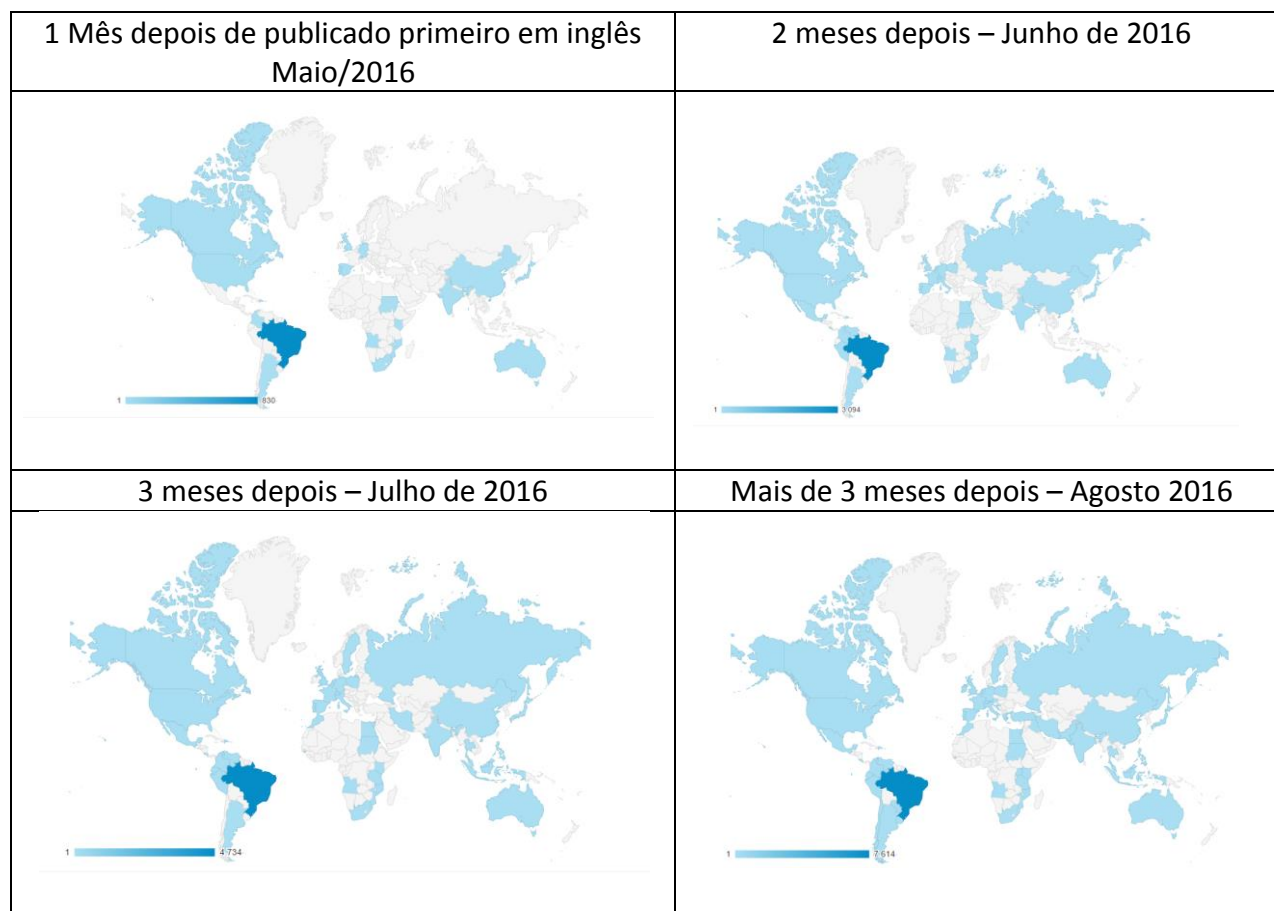 1 Mês depois de publicado primeiro em inglês
Maio/2016
2 meses depois – Junho de 2016
1 830
1 3 094
3 meses depois – Julho de 2016
Mais de 3 meses depois – Agosto 2016
1 4 734
1 7 614